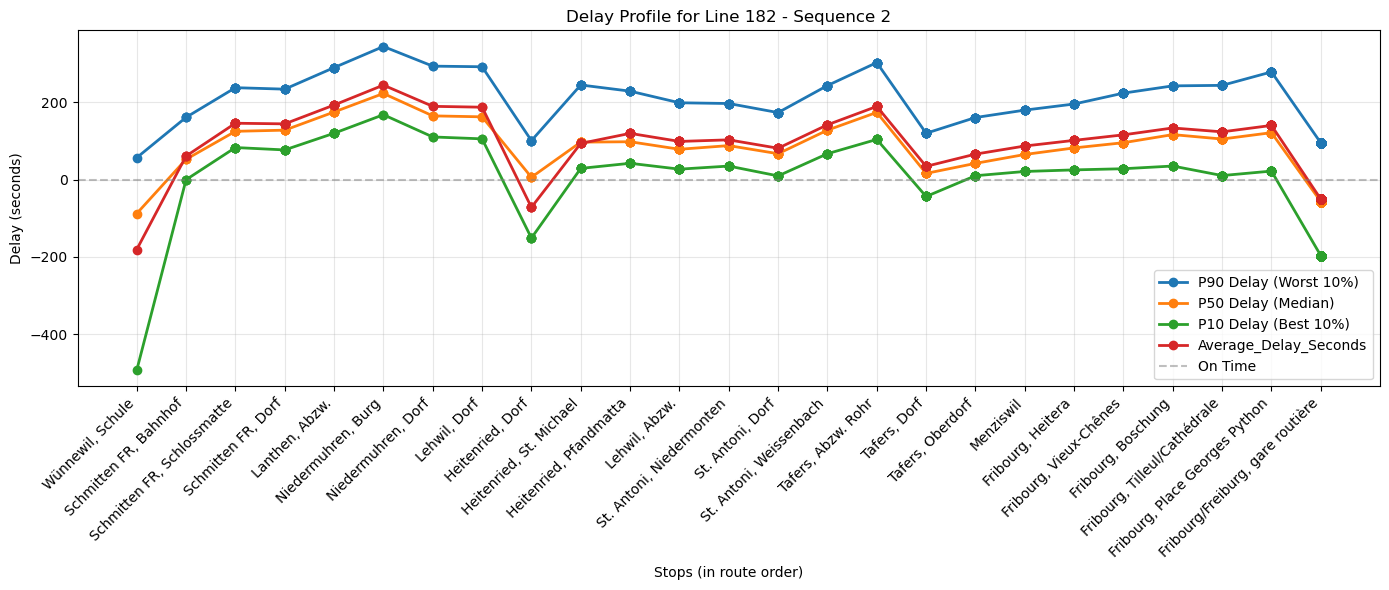 Delay Profile for Line 182 - Sequence 2
Delay (seconds)
200
0
−200
−400
P90 Delay (Worst 10%)
P50 Delay (Median)
P10 Delay (Best 10%)
Average_Delay_Seconds
On Time
Wünnewil, Schule
Schmitten FR, Bahnhof
Schmitten FR, Schlossmatte
Schmitten FR, Dorf
Lanthen, Abzw.
Niedermuhren, Burg
Niedermuhren, Dorf
Lehwil, Dorf
Heitenried, Dorf
Heitenried, St. Michael
Heitenried, Pfandmatta
Lehwil, Abzw.
St. Antoni, Niedermonten
St. Antoni, Dorf
St. Antoni, Weissenbach
Tafers, Abzw. Rohr
Tafers, Dorf
Tafers, Oberdorf
Menziswil
Fribourg, Heitera
Fribourg, Vieux-Chênes
Fribourg, Boschung
Fribourg, Tilleul/Cathédrale
Fribourg, Place Georges Python
Fribourg/Freiburg, gare routière
Stops (in route order)